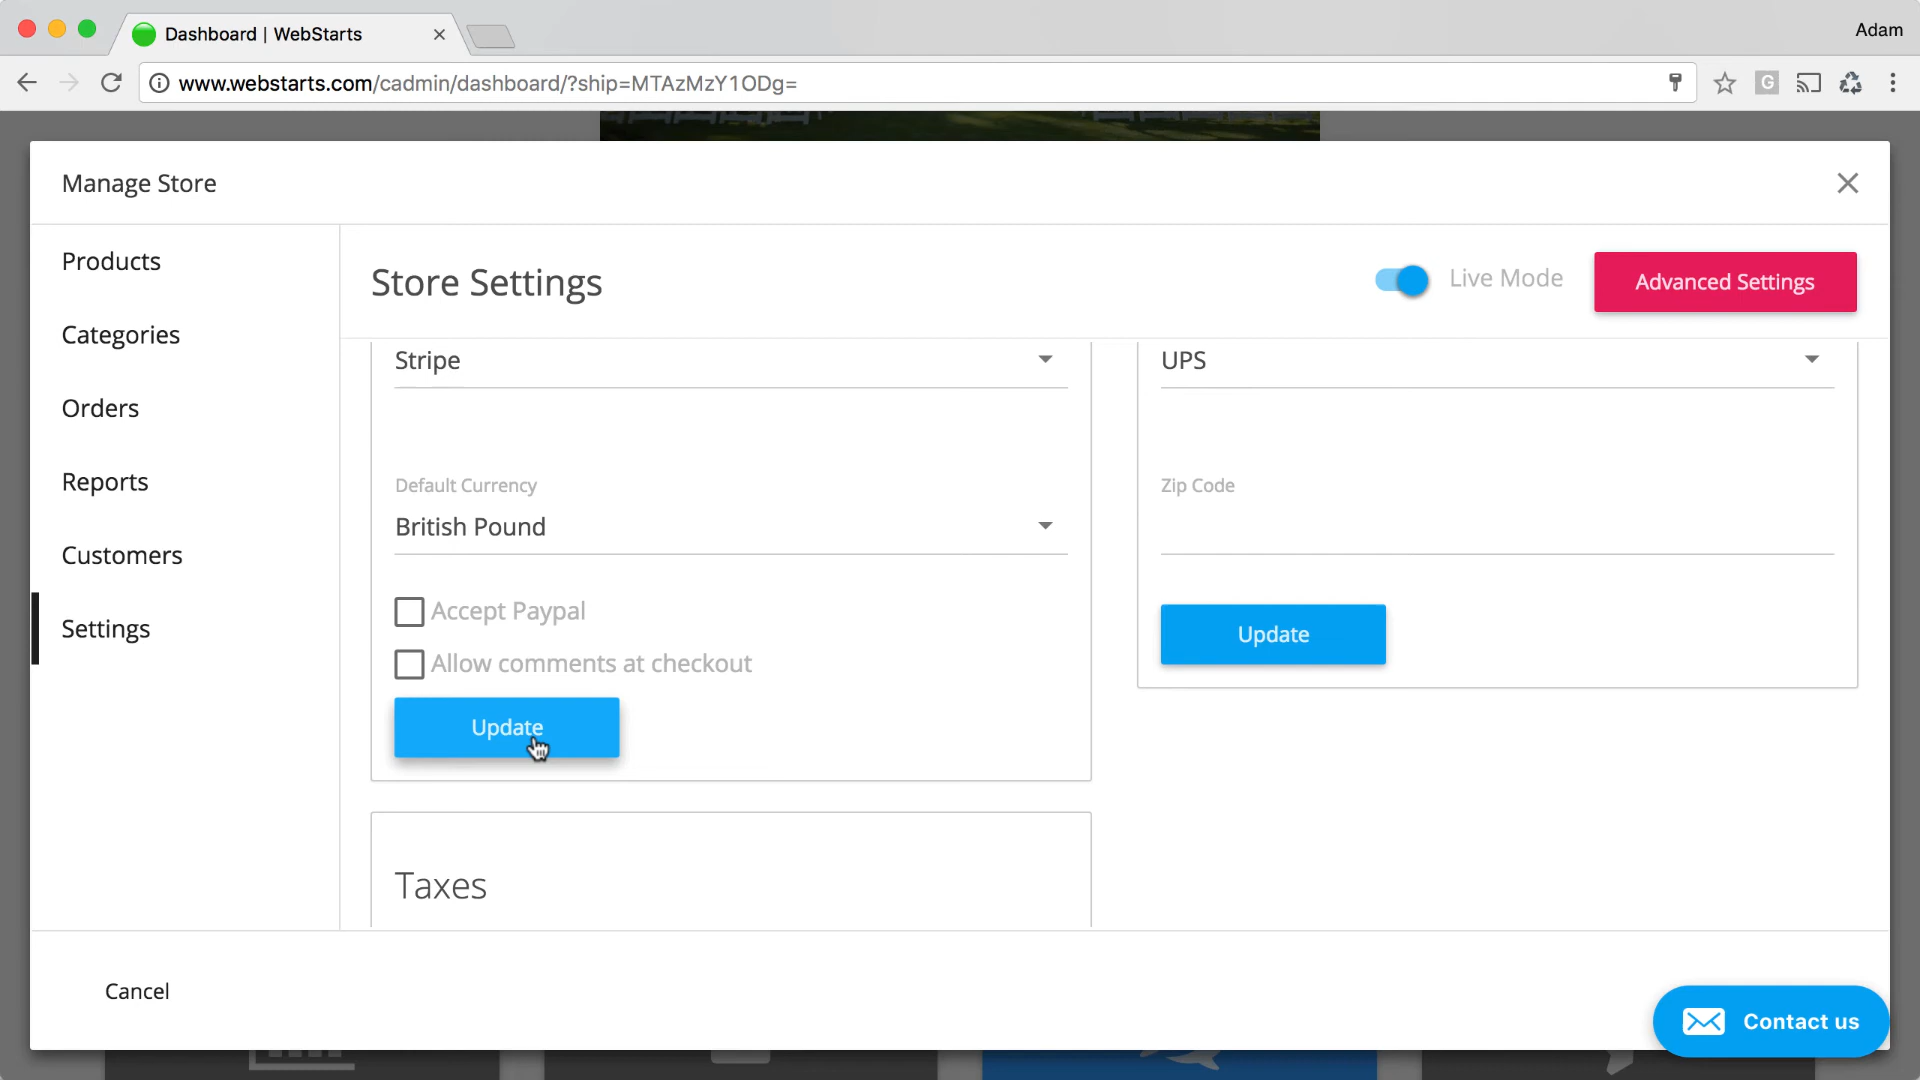 Dashboard | WebStarts
Adam
www.webstarts.com/cadmin/dashboard/?ship=MTAzMzY1ODg=
G
Manage Store
Products
Categories
Orders
Reports
Customers
Settings
Store Settings
Live Mode
Advanced Settings
Stripe
Default Currency
British Pound
Accept Paypal
Allow comments at checkout
Update
UPS
Zip Code
Update
Taxes
Cancel
Contact us